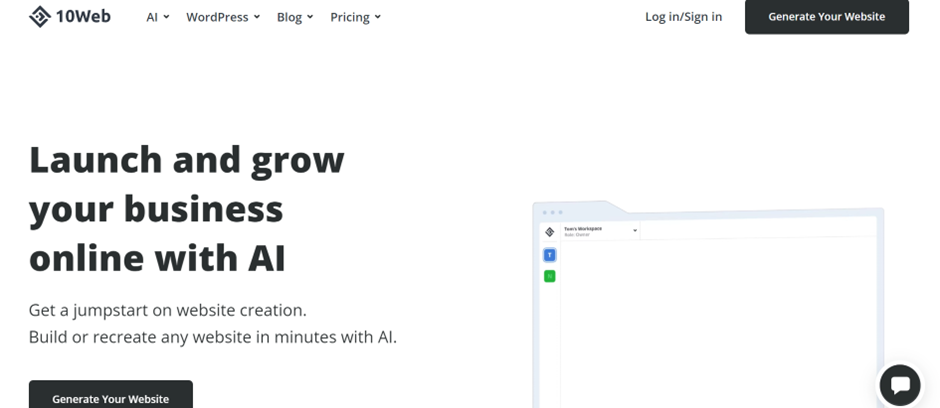 10Web
AI
WordPress
Blog
Pricing
Log in/Sign in
Generate Your Website
Launch and grow
your business
online with AI
Get a jumpstart on website creation.
Build or recreate any website in minutes with AI.
Generate Your Website
Tom's Workspace
Role: Owner
T
N